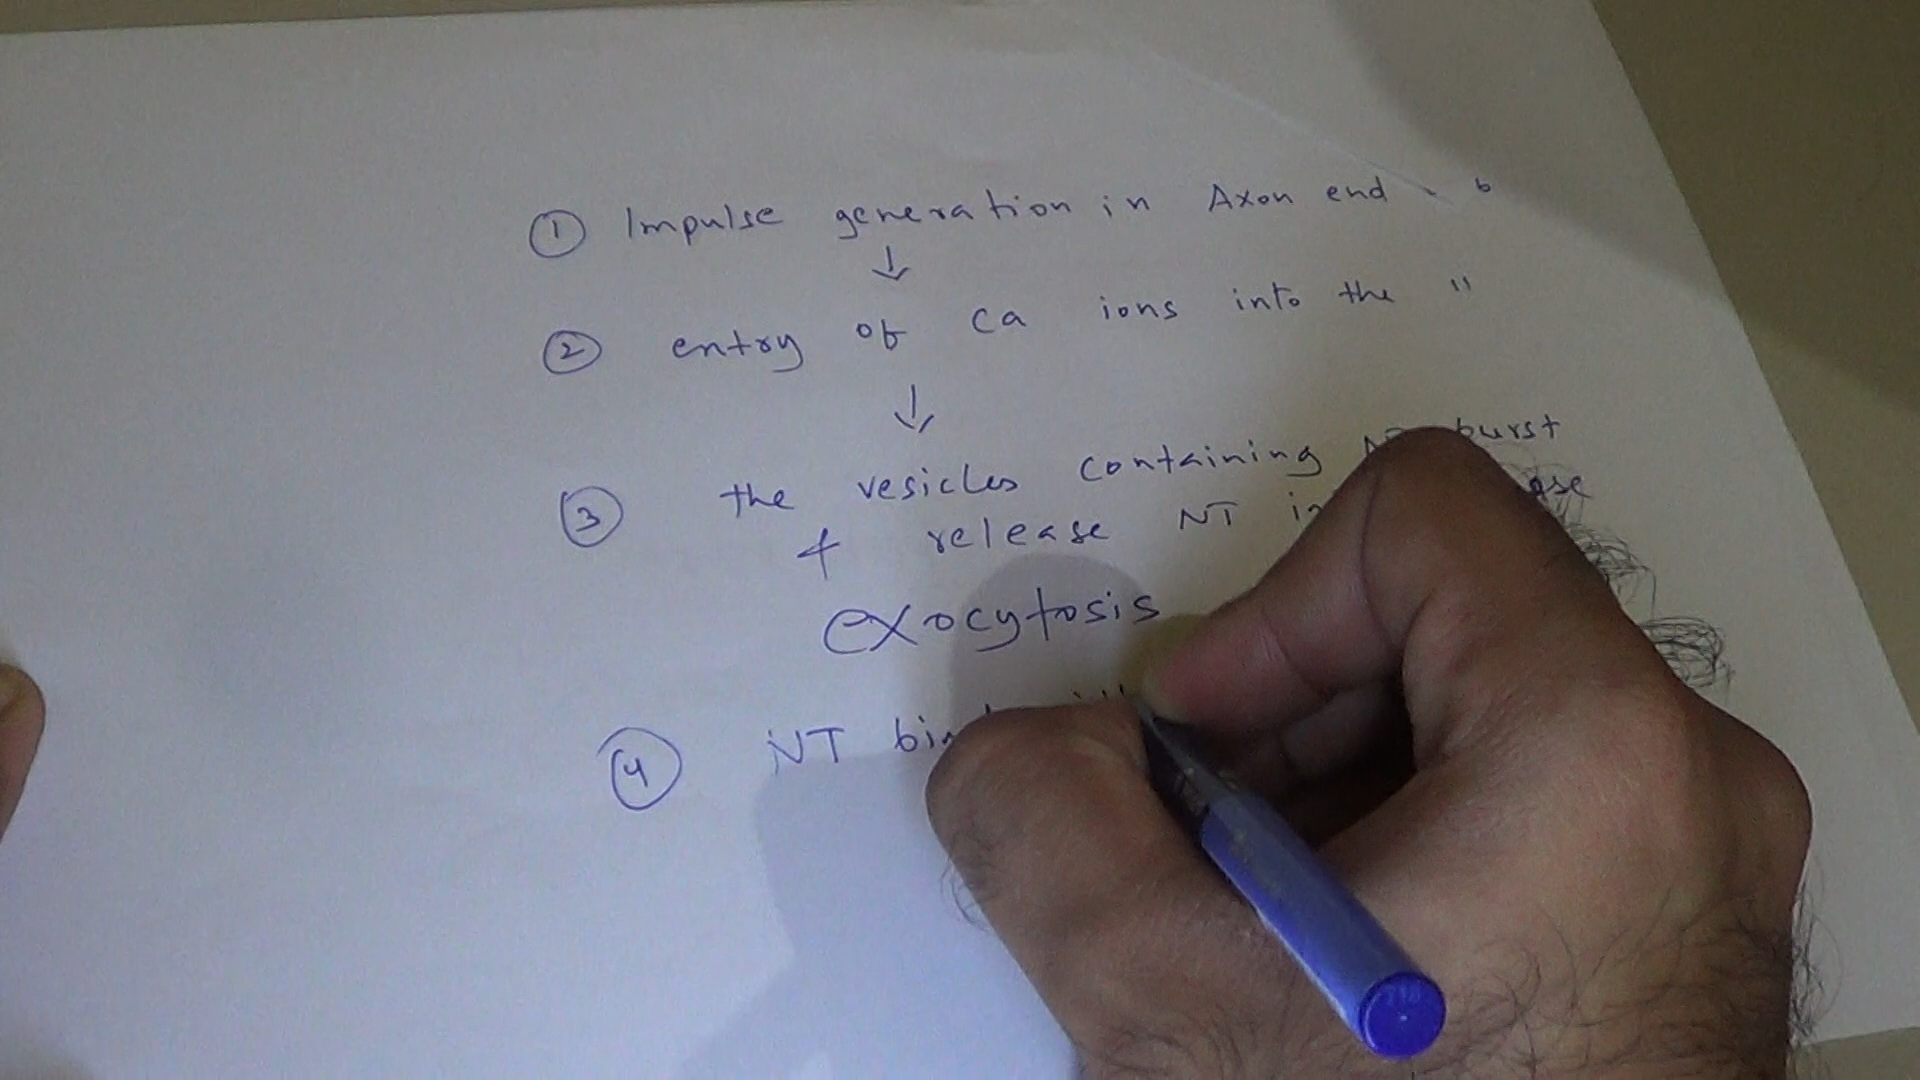 ① Impulse generation in Axon end
↓
② entry of ca ions into the "
↓
③ the vesicles containing burst
& release NT
exocytosis
④ NT